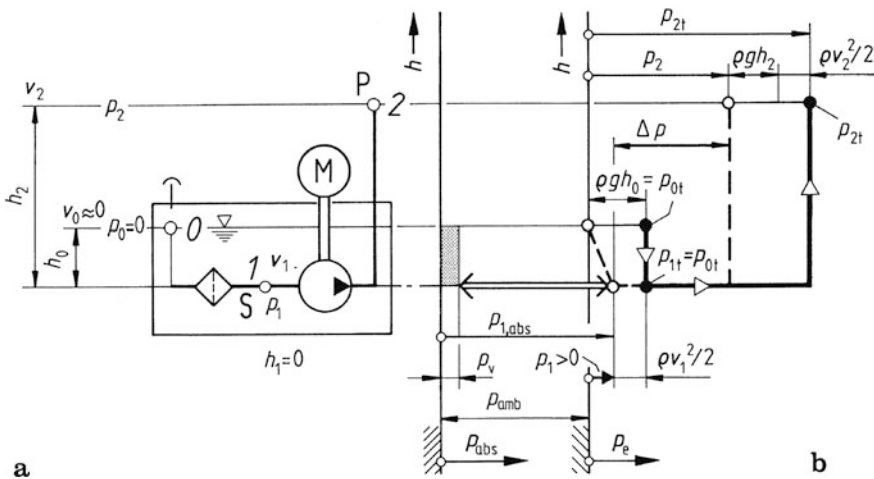 h
h
p₂ₜ
p₂
ρgh₂
ρv₂²/2
v₂
p₂
P
2
p₂ₜ
Δp
h₂
M
v₀≈0
p₀=0
0
ρgh₀ = p₀ₜ
h₀
1
v₁
S
p₁
p₁ₜ=p₀ₜ
h₁=0
p₁,abs
pᵥ
p₁>0
ρv₁²/2
pamb
pabs
pₑ
a
b